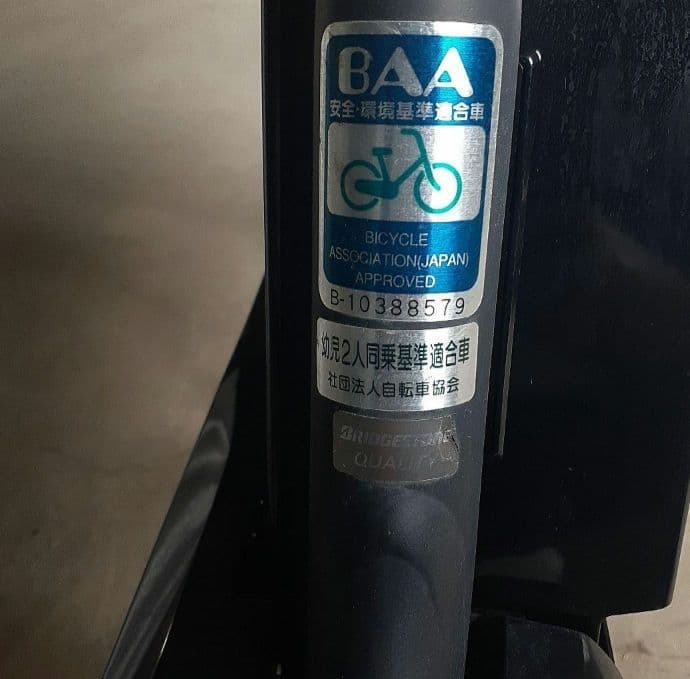 BAA
安全・環境基準適合車
BICYCLE
ASSOCIATION(JAPAN)
APPROVED
B-10388579
幼児2人同乗基準適合車
社団法人自転車協会
BRIDGESTONE
QUALITY